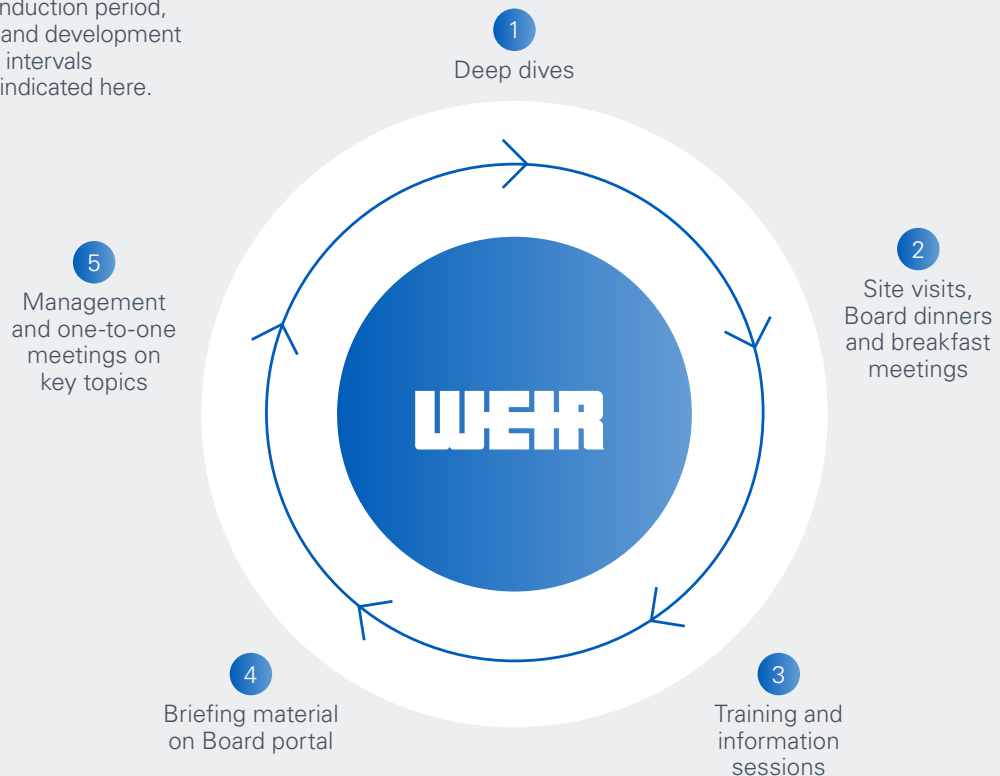 nduction period,
and development
intervals
indicated here.
1
Deep dives
2
Site visits,
Board dinners
and breakfast
meetings
3
Training and
information
sessions
4
Briefing material
on Board portal
5
Management
and one-to-one
meetings on
key topics
WEIR